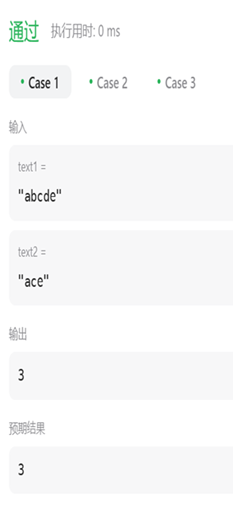 通过 执行用时: 0 ms
Case 1 Case 2 Case 3
输入
text1 =
"abcde"
text2 =
"ace"
输出
3
预期结果
3